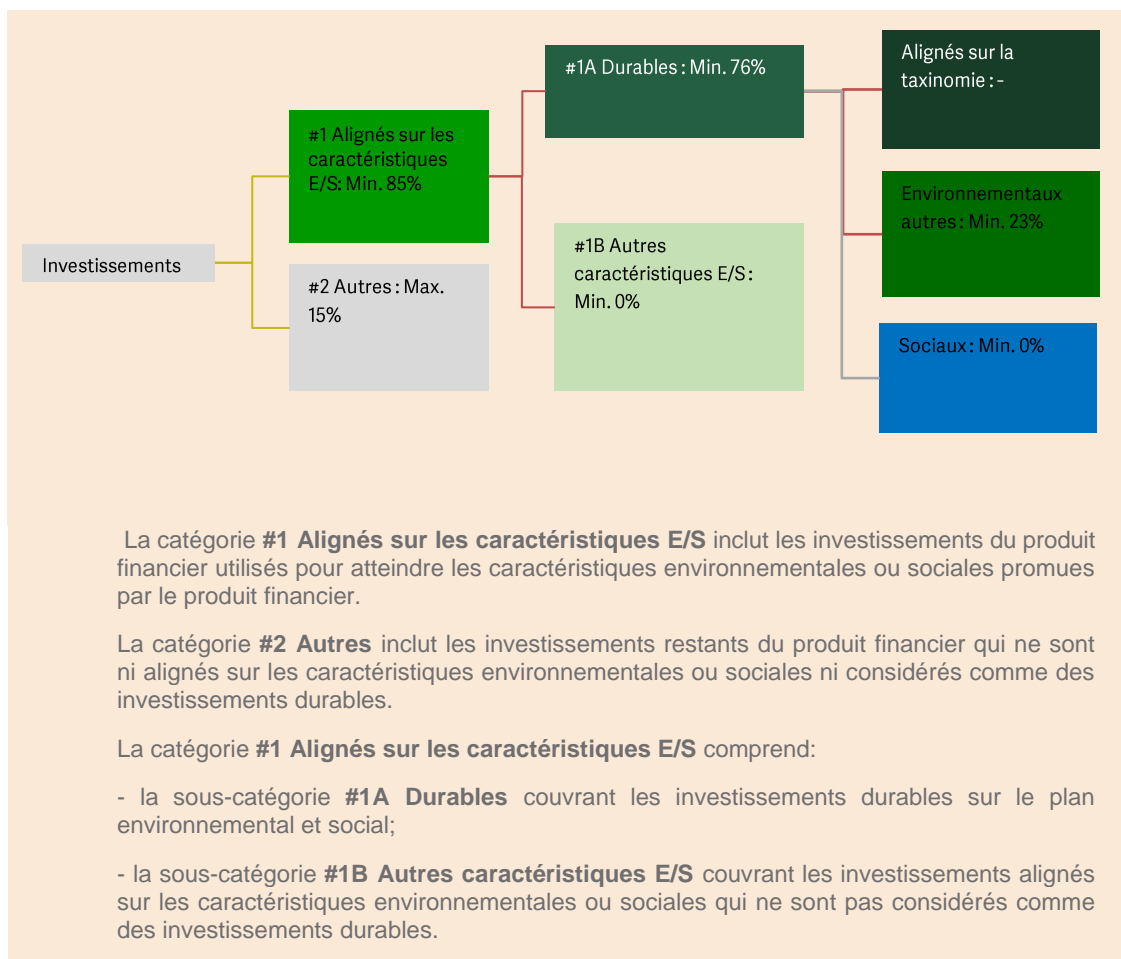 Investissements
#1 Alignés sur les
caractéristiques
E/S: Min. 85%
#2 Autres : Max.
15%
#1A Durables : Min. 76%
#1B Autres
caractéristiques E/S :
Min. 0%
Alignés sur la
taxinomie : -
Environnementaux
autres : Min. 23%
Sociaux : Min. 0%
La catégorie #1 Alignés sur les caractéristiques E/S inclut les investissements du produit
financier utilisés pour atteindre les caractéristiques environnementales ou sociales promues
par le produit financier.
La catégorie #2 Autres inclut les investissements restants du produit financier qui ne sont
ni alignés sur les caractéristiques environnementales ou sociales ni considérés comme des
investissements durables.
La catégorie #1 Alignés sur les caractéristiques E/S comprend:
- la sous-catégorie #1A Durables couvrant les investissements durables sur le plan
environnemental et social;
- la sous-catégorie #1B Autres caractéristiques E/S couvrant les investissements alignés
sur les caractéristiques environnementales ou sociales qui ne sont pas considérés comme
des investissements durables.